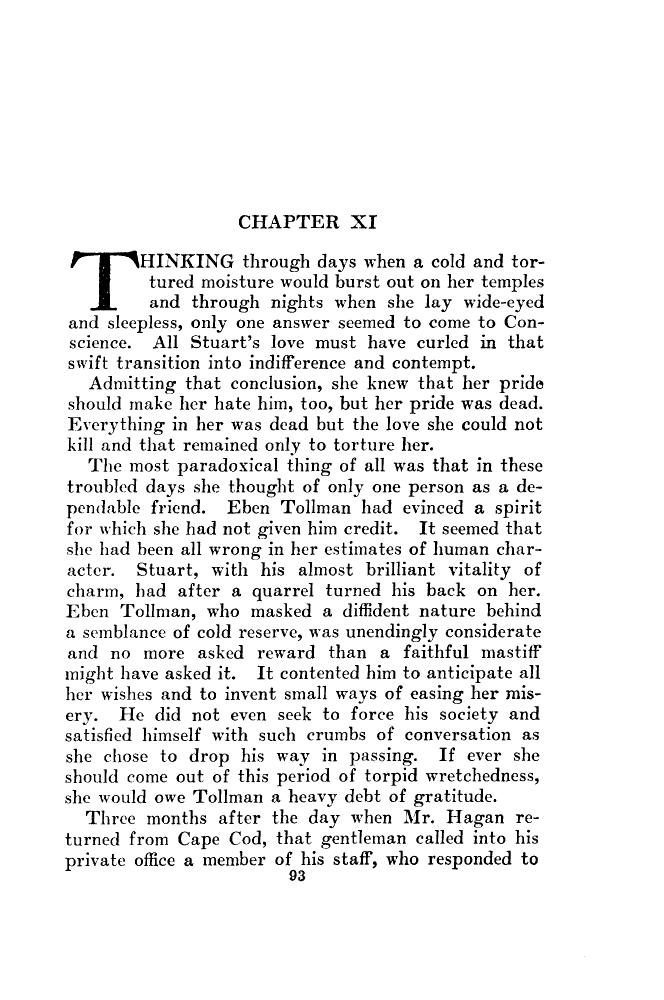 CHAPTER XI
THINKING through days when a cold and tor-
tured moisture would burst out on her temples
and through nights when she lay wide-eyed
and sleepless, only one answer seemed to come to Con-
science. All Stuart's love must have curled in that
swift transition into indifference and contempt.
Admitting that conclusion, she knew that her pride
should make her hate him, too, but her pride was dead.
Everything in her was dead but the love she could not
kill and that remained only to torture her.
The most paradoxical thing of all was that in these
troubled days she thought of only one person as a de-
pendable friend. Eben Tollman had evinced a spirit
for which she had not given him credit. It seemed that
she had been all wrong in her estimates of human char-
acter. Stuart, with his almost brilliant vitality of
charm, had after a quarrel turned his back on her.
Eben Tollman, who masked a diffident nature behind
a semblance of cold reserve, was unendingly considerate
and no more asked reward than a faithful mastiff
might have asked it. It contented him to anticipate all
her wishes and to invent small ways of easing her mis-
ery. He did not even seek to force his society and
satisfied himself with such crumbs of conversation as
she chose to drop his way in passing. If ever she
should come out of this period of torpid wretchedness,
she would owe Tollman a heavy debt of gratitude.
Three months after the day when Mr. Hagan re-
turned from Cape Cod, that gentleman called into his
private office a member of his staff, who responded to
93